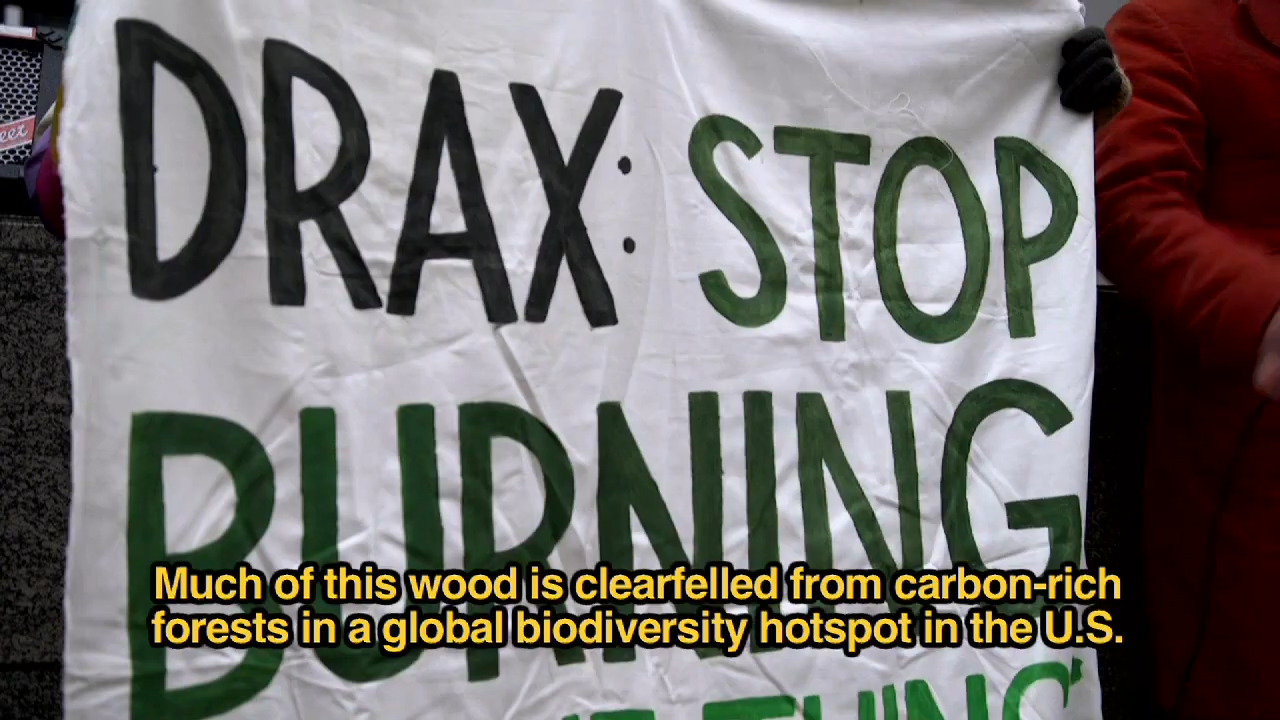 DRAX: STOP
BURNING
Much of this wood is clearfelled from carbon-rich
forests in a global biodiversity hotspot in the U.S.